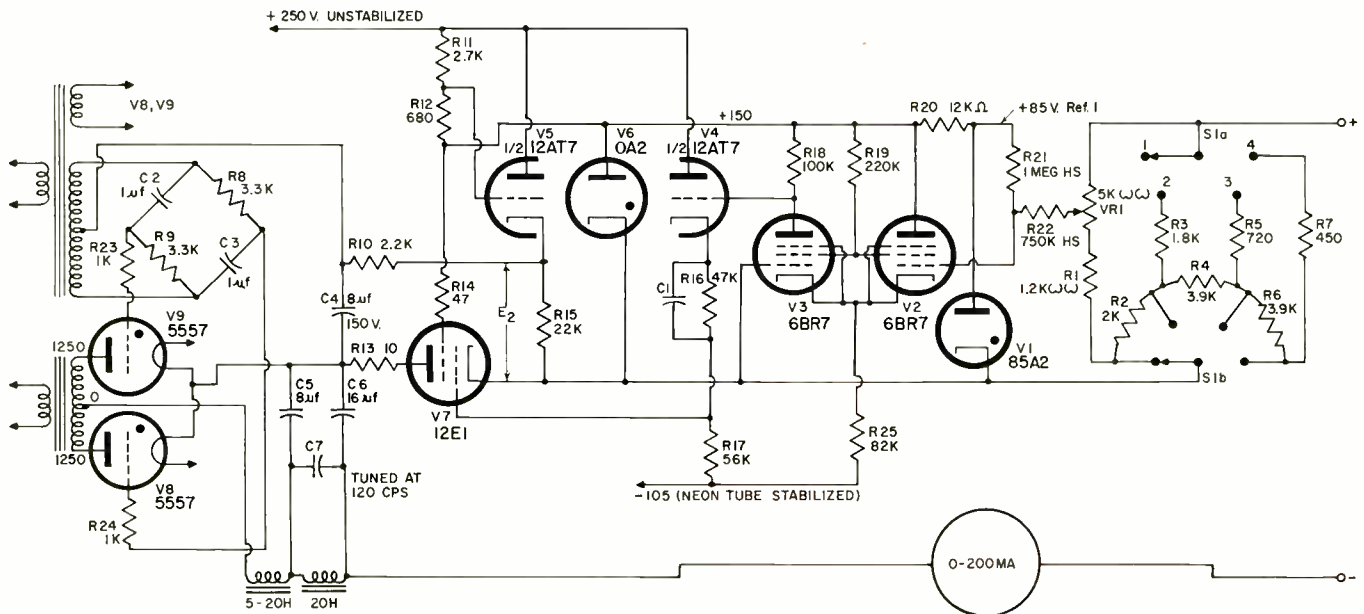 + 250 V. UNSTABILIZED
R11
2.7K
R12
680
V8, V9
C2
1µf
R8
3.3K
R9
3.3K
C3
1µf
R23
1K
R10 2.2K
C4
8µf
150 V.
V9
5557
1250
0
1250
V8
5557
R24
1K
R13 10
R14
47
C5
8µf
C6
16µf
C7
TUNED AT
120 CPS
5-20H
20H
V5
1/2 12AT7
V6
OA2
V4
1/2 12AT7
E2
R15
22K
V7
12E1
C1
R16 47K
R17
56K
-105 (NEON TUBE STABILIZED)
+150
R18
100K
R19
220K
V3
6BR7
V2
6BR7
R25
82K
R20 12KΩ
+85V. Ref. 1
R21
1 MEG HS
R22
750K HS
V1
85A2
5K ωω
VR1
R1
1.2K ωω
S1a
1
2
3
4
R3
1.8K
R5
720
R7
450
R4
3.9K
R2
2K
R6
3.9K
S1b
+
0-200MA
-